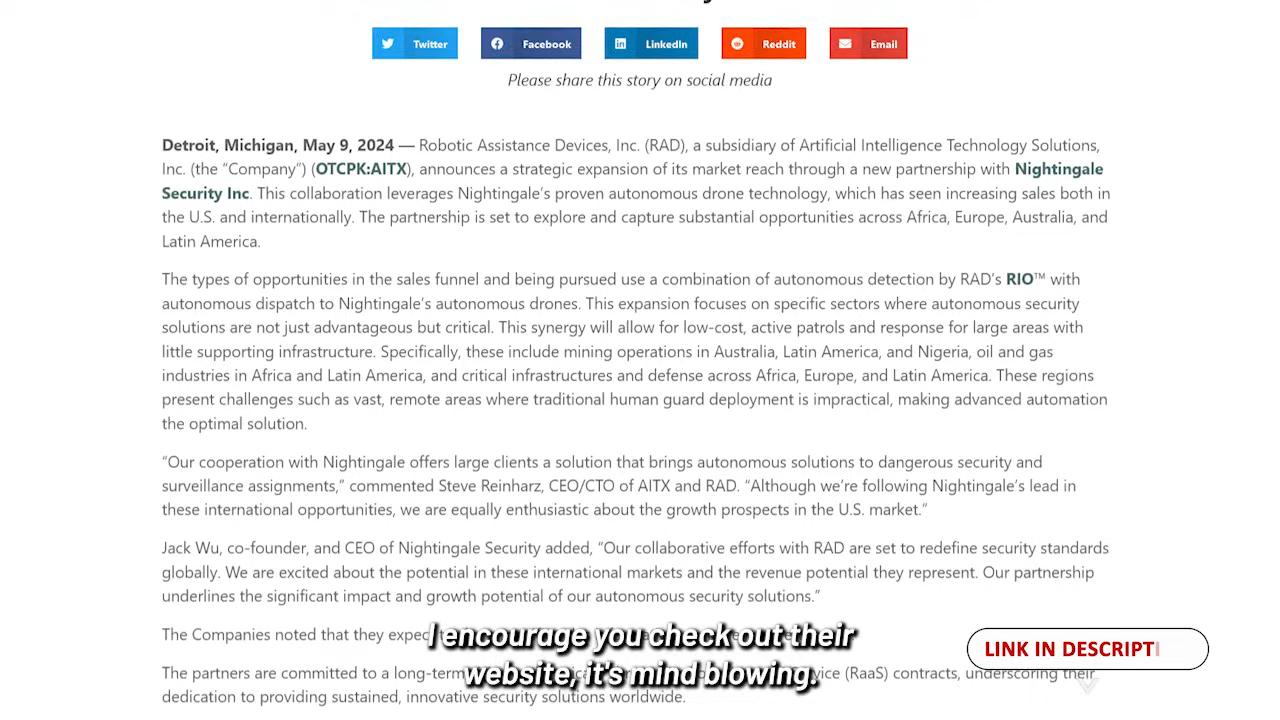 Twitter Facebook LinkedIn Reddit Email
Please share this story on social media
Detroit, Michigan, May 9, 2024 — Robotic Assistance Devices, Inc. (RAD), a subsidiary of Artificial Intelligence Technology Solutions,
Inc. (the “Company”) (OTCPK:AITX), announces a strategic expansion of its market reach through a new partnership with Nightingale
Security Inc. This collaboration leverages Nightingale’s proven autonomous drone technology, which has seen increasing sales both in
the U.S. and internationally. The partnership is set to explore and capture substantial opportunities across Africa, Europe, Australia, and
Latin America.
The types of opportunities in the sales funnel and being pursued use a combination of autonomous detection by RAD’s RIO™ with
autonomous dispatch to Nightingale’s autonomous drones. This expansion focuses on specific sectors where autonomous security
solutions are not just advantageous but critical. This synergy will allow for low-cost, active patrols and response for large areas with
little supporting infrastructure. Specifically, these include mining operations in Australia, Latin America, and Nigeria, oil and gas
industries in Africa and Latin America, and critical infrastructures and defense across Africa, Europe, and Latin America. These regions
present challenges such as vast, remote areas where traditional human guard deployment is impractical, making advanced automation
the optimal solution.
“Our cooperation with Nightingale offers large clients a solution that brings autonomous solutions to dangerous security and
surveillance assignments,” commented Steve Reinharz, CEO/CTO of AITX and RAD. “Although we’re following Nightingale’s lead in
these international opportunities, we are equally enthusiastic about the growth prospects in the U.S. market.”
Jack Wu, co-founder, and CEO of Nightingale Security added, “Our collaborative efforts with RAD are set to redefine security standards
globally. We are excited about the potential in these international markets and the revenue potential they represent. Our partnership
underlines the significant impact and growth potential of our autonomous security solutions.”
The Companies noted that they expec
I encourage you check out their
website, it's mind blowing.
LINK IN DESCRIPTI
The partners are committed to a long-term (RaaS) contracts, underscoring their
dedication to providing sustained, innovative security solutions worldwide.